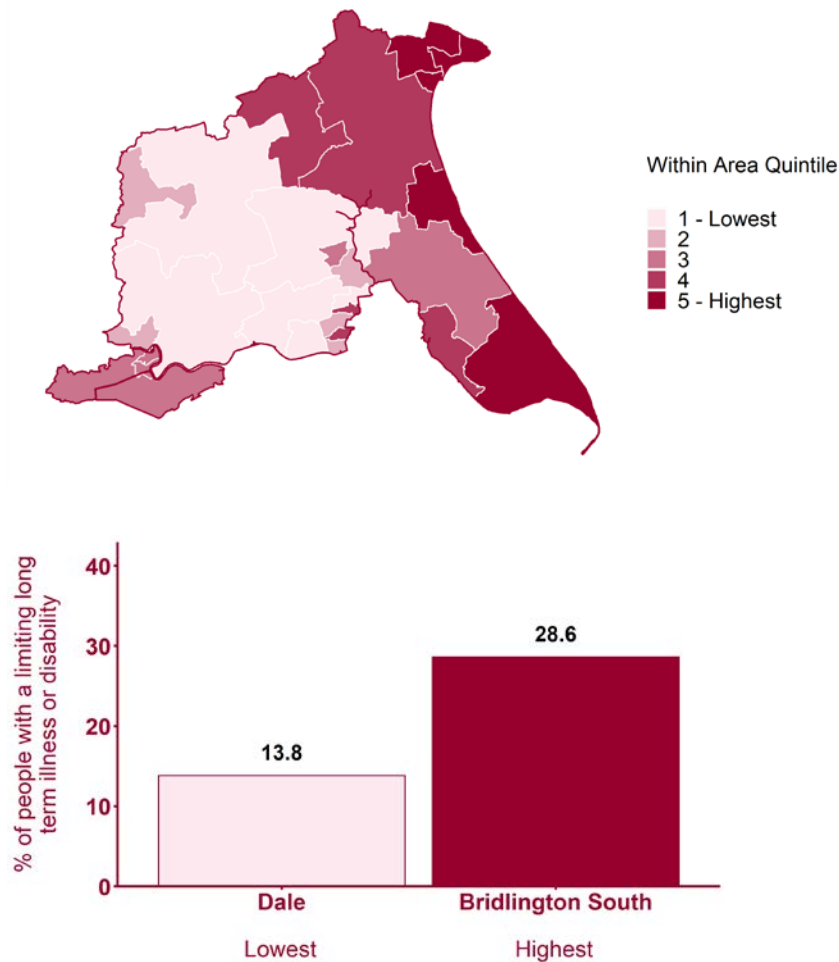 Within Area Quintile
1 - Lowest
2
3
4
5 - Highest
% of people with a limiting long
term illness or disability
40
30
20
10
0
13.8
28.6
Dale
Bridlington South
Lowest
Highest